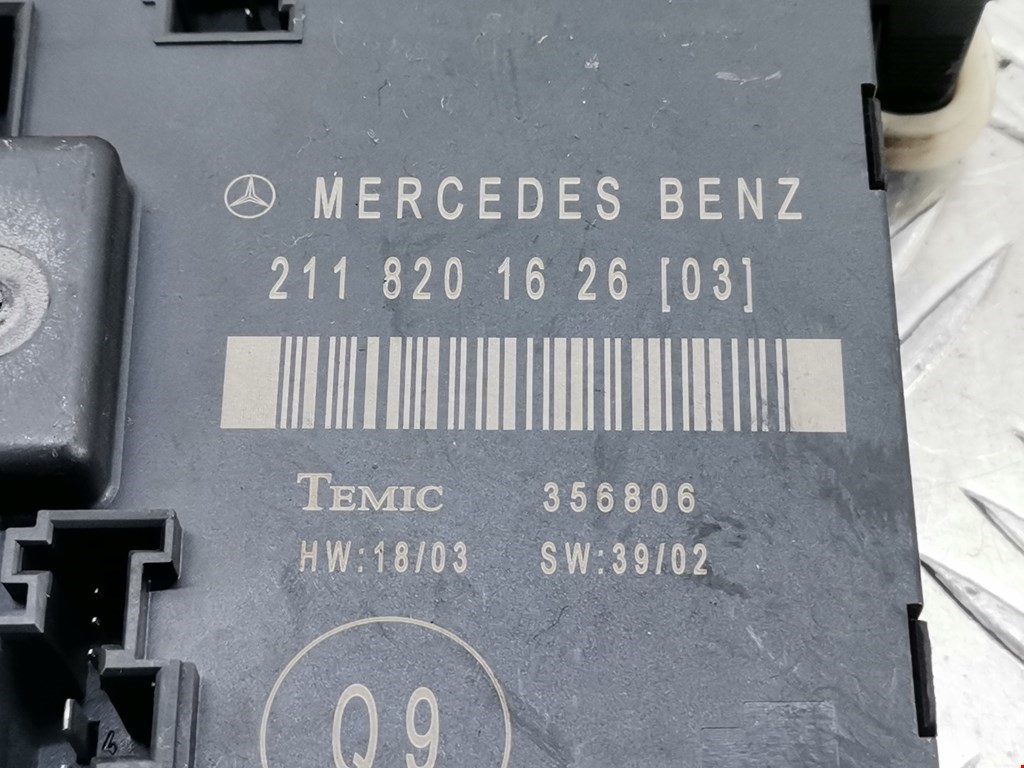 MERCEDES BENZ
211 820 16 26 [03]
TEMIC 356806
HW:18/03 SW:39/02
Q9